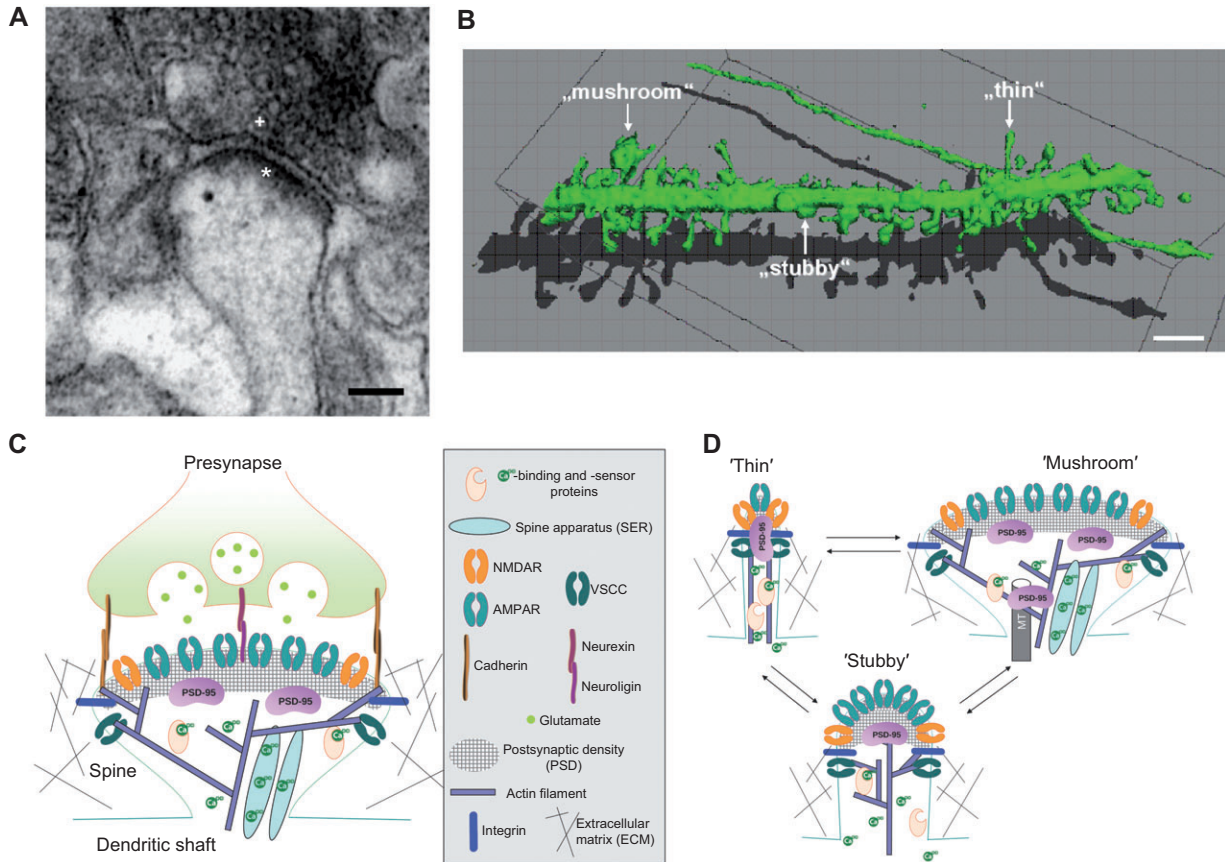 A
+
*
B
„mushroom“
„thin“
„stubby“
C
Presynapse
PSD-95
PSD-95
Spine
Dendritic shaft
Ca
-binding and -sensor
proteins
Spine apparatus (SER)
NMDAR
AMPAR
VSCC
Cadherin
Neurexin
Neuroligin
Glutamate
Postsynaptic density
(PSD)
Actin filament
Integrin
Extracellular
matrix (ECM)
D
'Thin'
PSD-95
'Mushroom'
PSD-95
PSD-95
PSD-95
MT
'Stubby'
PSD-95